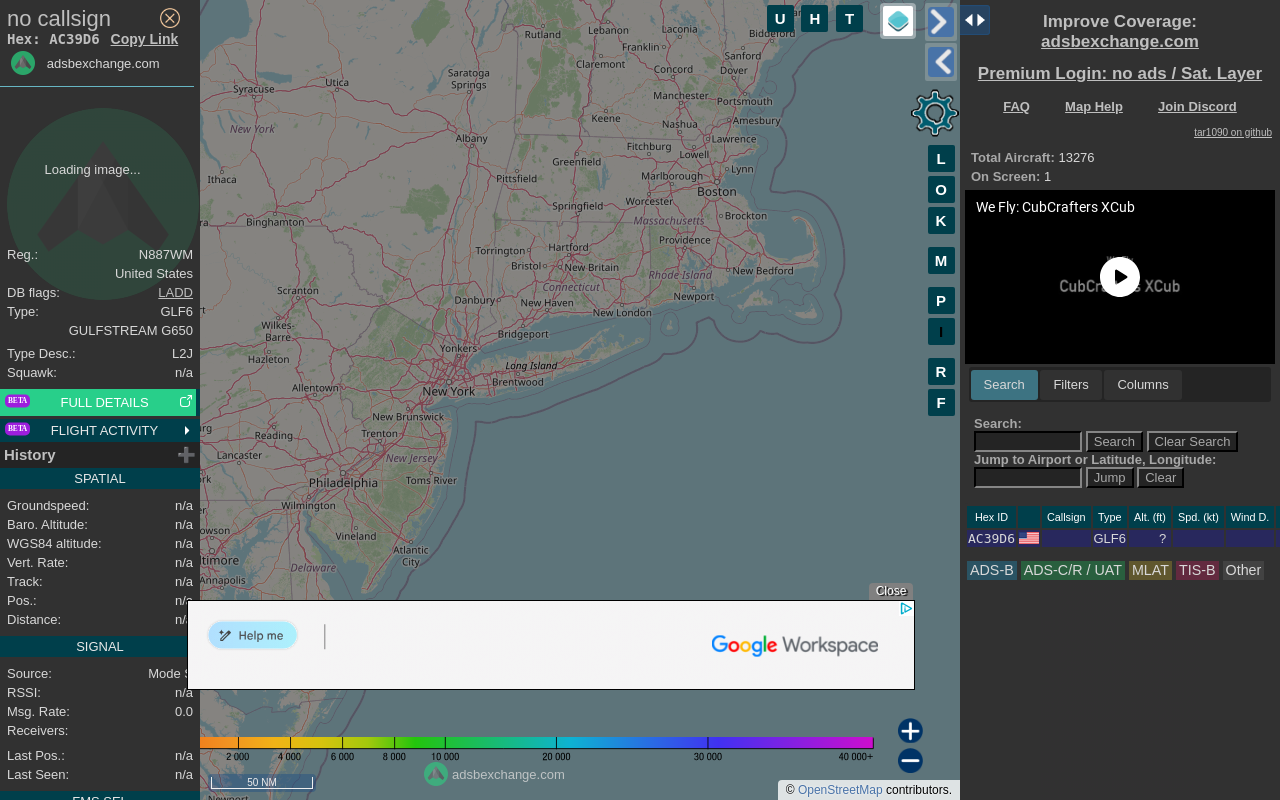 no callsign
Hex: AC39D6 Copy Link
adsbexchange.com
Loading image...
Reg.: N887WM
United States
DB flags: LADD
Type: GLF6
GULFSTREAM G650
Type Desc.: L2J
Squawk: n/a
BETA FULL DETAILS
BETA FLIGHT ACTIVITY
History
SPATIAL
Groundspeed: n/a
Baro. Altitude: n/a
WGS84 altitude: n/a
Vert. Rate: n/a
Track: n/a
Pos.:
Distance:
SIGNAL
Source: Mode
RSSI: n/a
Msg. Rate: 0.0
Receivers:
Last Pos.: n/a
Last Seen: n/a
U H T
L
O
K
M
P
I
R
F
Rutland
Lebanon
Laconia
Biddeford
Franklin
Sanford
Claremont
Concord
Dover
Saratoga
Springs
Utica
Syracuse
Manchester
Portsmouth
Keene
Nashua
Amesbury
New York
Albany
Fitchburg
Lawrence
Greenfield
Lowell
Lynn
Ithaca
Pittsfield
Marlborough
Boston
Springfield
Worcester
Binghamton
Massachusetts
Brockton
Torrington
Hartford
Providence
Bristol
New Britain
Rhode Island
New Bedford
Connecticut
Scranton
Danbury
New Haven
Newport
New London
Wilkes-
Barre
Bridgeport
Yonkers
Hazleton
Long Island
Brentwood
Allentown
New York
New Brunswick
Reading
Trenton
Lancaster
New Jersey
Philadelphia
Toms River
Wilmington
Vineland
Atlantic
City
Delaware
Annapolis
Close
Help me
Google Workspace
2 000 4 000 6 000 8 000 10 000 20 000 30 000 40 000+
adsbexchange.com
50 NM
Newport
© OpenStreetMap contributors.
Improve Coverage:
adsbexchange.com
Premium Login: no ads / Sat. Layer
FAQ Map Help Join Discord
tar1090 on github
Total Aircraft: 13276
On Screen: 1
We Fly: CubCrafters XCub
Search Filters Columns
Search:
Search Clear Search
Jump to Airport or Latitude, Longitude:
Jump Clear
Hex ID Callsign Type Alt. (ft) Spd. (kt) Wind D.
AC39D6 GLF6 ?
ADS-B ADS-C/R / UAT MLAT TIS-B Other